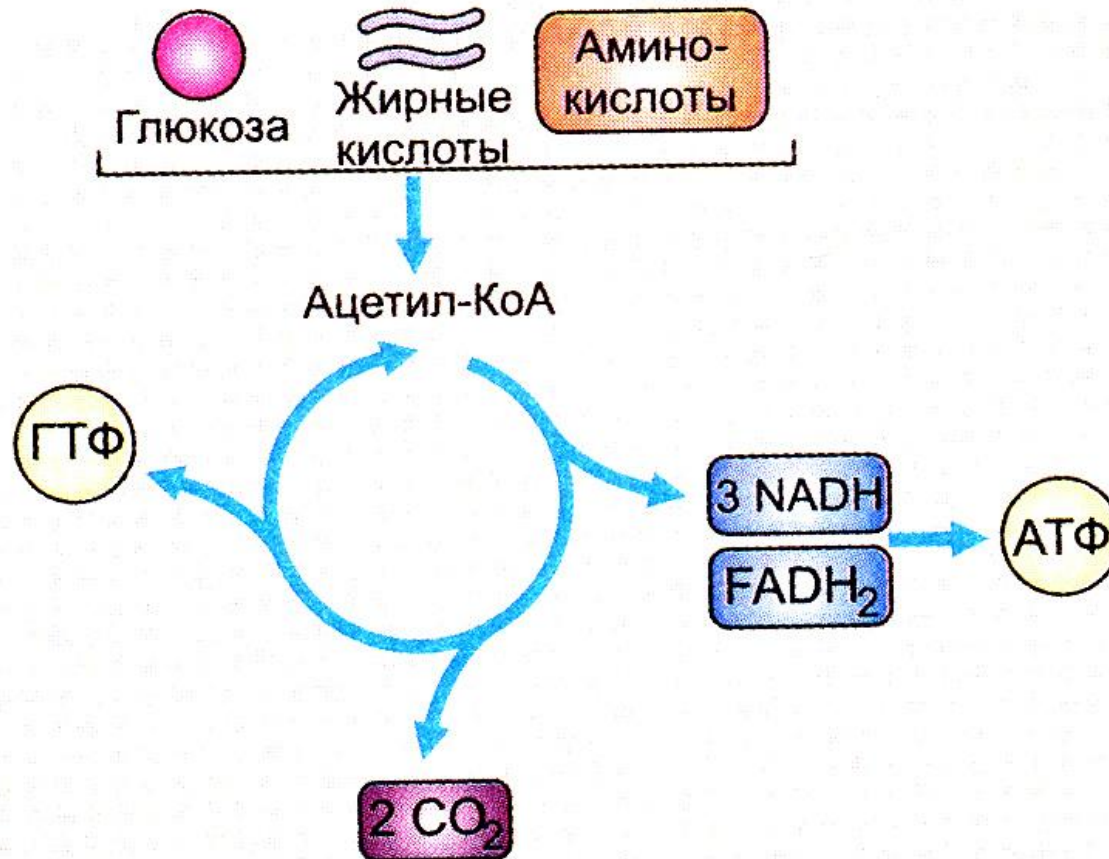 Глюкоза
Жирные
кислоты
Амино-
кислоты
Ацетил-КоА
ГТФ
3 NADH
FADH₂
АТФ
2 CO₂